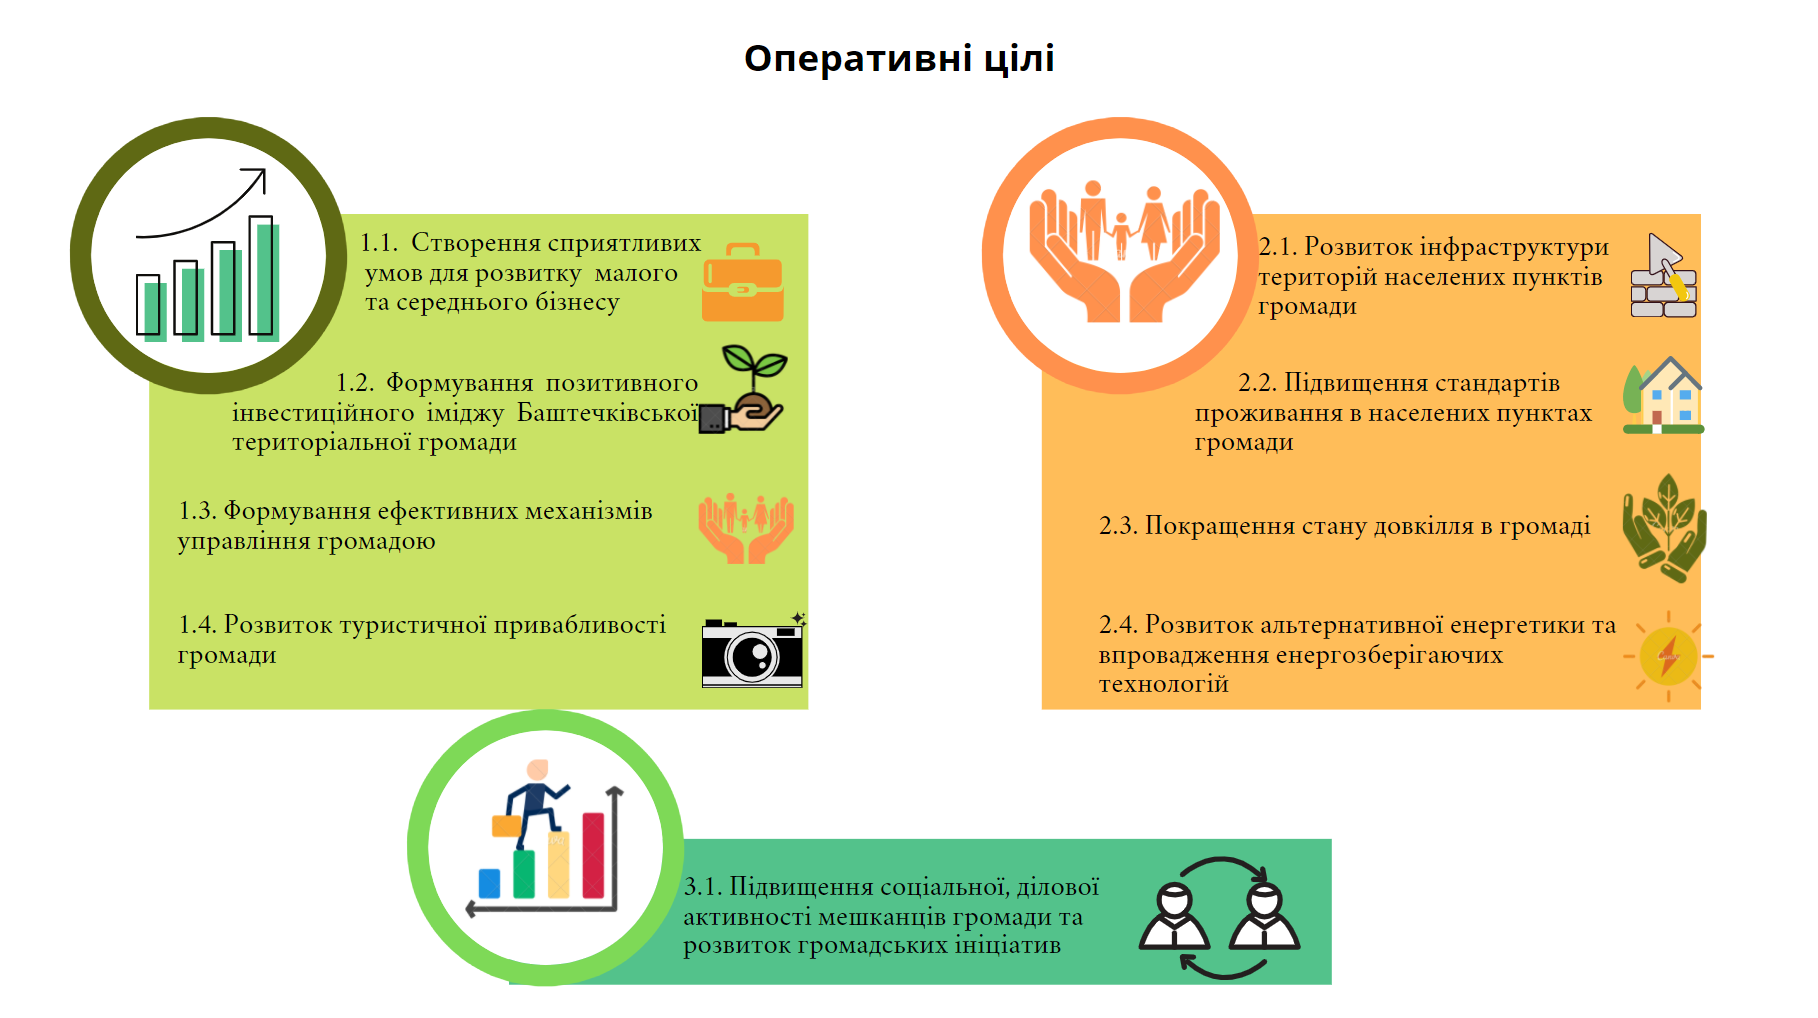 Оперативні цілі
1.1. Створення сприятливих
умов для розвитку малого
та середнього бізнесу
1.2. Формування позитивного
інвестиційного іміджу Баштечківської
територіальної громади
1.3. Формування ефективних механізмів
управління громадою
1.4. Розвиток туристичної привабливості
громади
2.1. Розвиток інфраструктури
територій населених пунктів
громади
2.2. Підвищення стандартів
проживання в населених пунктах
громади
2.3. Покращення стану довкілля в громаді
2.4. Розвиток альтернативної енергетики та
впровадження енергозберігаючих
технологій
3.1. Підвищення соціальної, ділової
активності мешканців громади та
розвиток громадських ініціатив